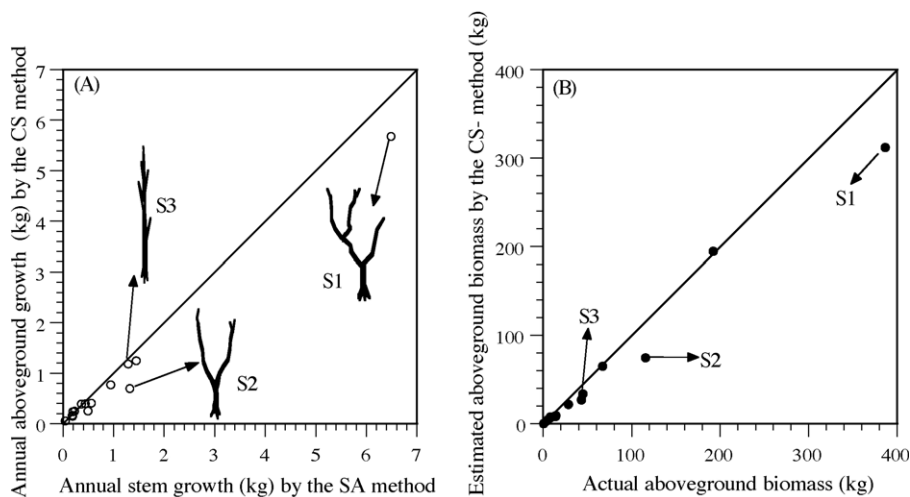 Annual aboveground growth (kg) by the CS method
7
6
5
4
3
2
1
0
(A)
S3
S1
S2
0 1 2 3 4 5 6 7
Annual stem growth (kg) by the SA method
Estimated aboveground biomass by the CS- method (kg)
400
300
200
100
0
(B)
S1
S3
S2
0 100 200 300 400
Actual aboveground biomass (kg)